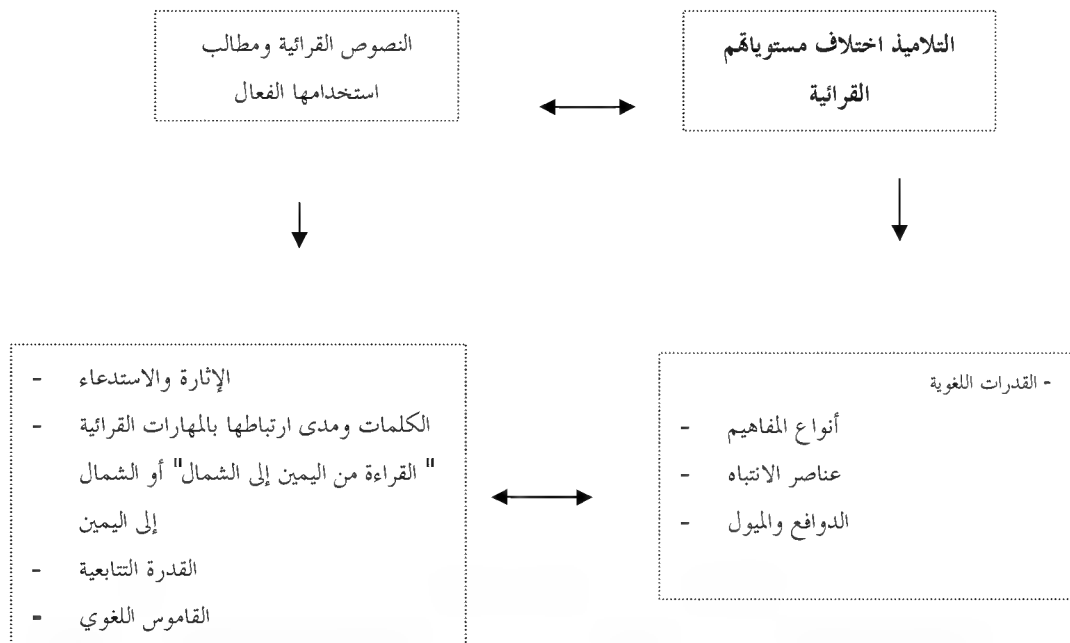 التلاميذ اختلاف مستوياتهم
القرائية
النصوص القرائية ومطالب
استخدامها الفعال
- القدرات اللغوية
- أنواع المفاهيم
- عناصر الانتباه
- الدوافع والميول
- الإثارة والاستدعاء
- الكلمات ومدى ارتباطها بالمهارات القرائية
" القراءة من اليمين إلى الشمال" أو الشمال
إلى اليمين
- القدرة التتابعية
- القاموس اللغوي